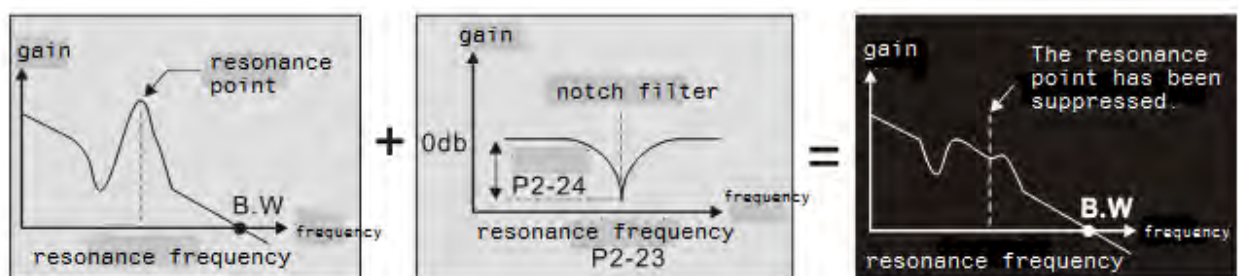 gain
resonance
point
B.W
frequency
resonance frequency
+
gain
notch filter
0db
P2-24
frequency
resonance frequency
P2-23
=
gain
The resonance
point has been
suppressed.
B.W
frequency
resonance frequency